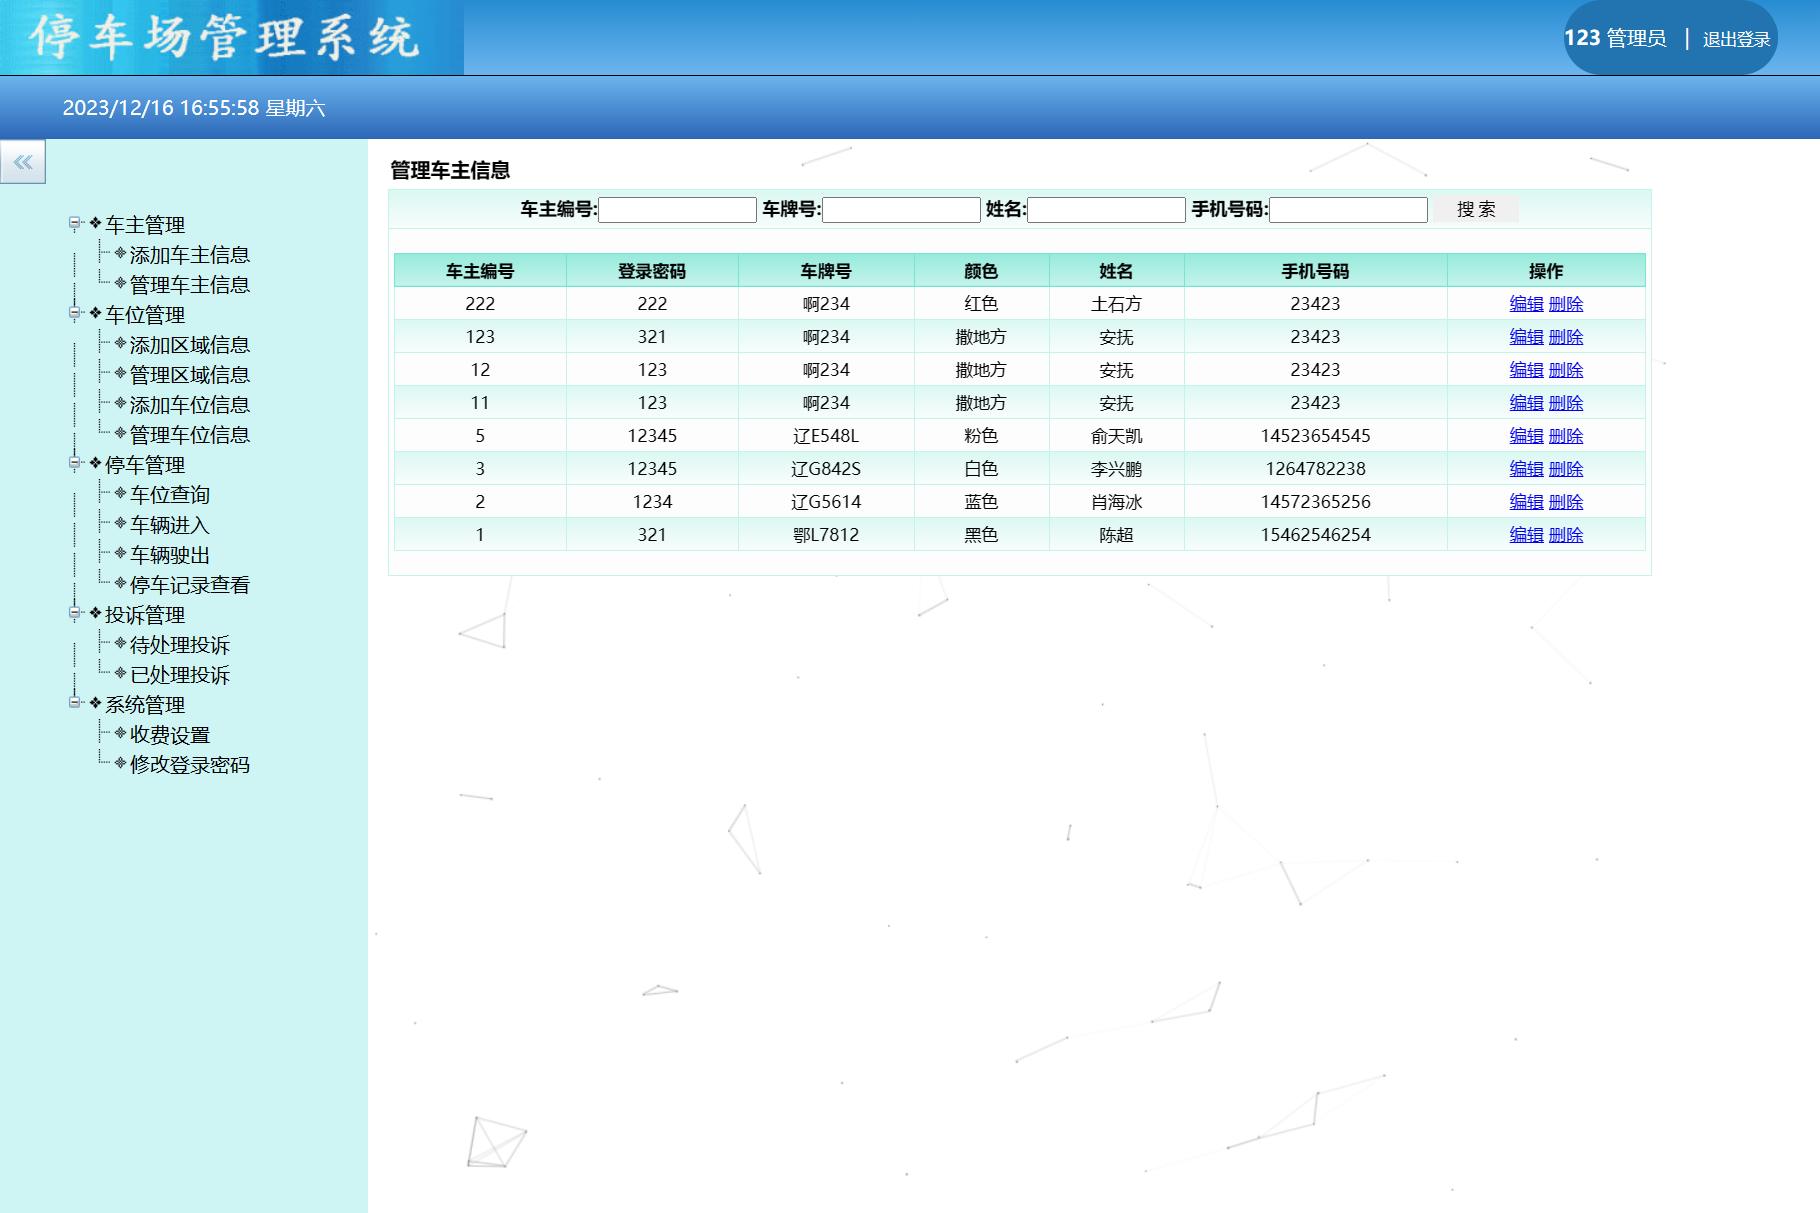 停车场管理系统
123 管理员 | 退出登录
2023/12/16 16:55:58 星期六
车主管理
添加车主信息
管理车主信息
车位管理
添加区域信息
管理区域信息
添加车位信息
管理车位信息
停车管理
车位查询
车辆进入
车辆驶出
停车记录查看
投诉管理
待处理投诉
已处理投诉
系统管理
收费设置
修改登录密码
管理车主信息
车主编号: 车牌号: 姓名: 手机号码: 搜 索
车主编号 登录密码 车牌号 颜色 姓名 手机号码 操作
222 222 啊234 红色 土石方 23423 编辑 删除
123 321 啊234 撒地方 安抚 23423 编辑 删除
12 123 啊234 撒地方 安抚 23423 编辑 删除
11 123 啊234 撒地方 安抚 23423 编辑 删除
5 12345 辽E548L 粉色 俞天凯 14523654545 编辑 删除
3 12345 辽G842S 白色 李兴鹏 1264782238 编辑 删除
2 1234 辽G5614 蓝色 肖海冰 14572365256 编辑 删除
1 321 鄂L7812 黑色 陈超 15462546254 编辑 删除